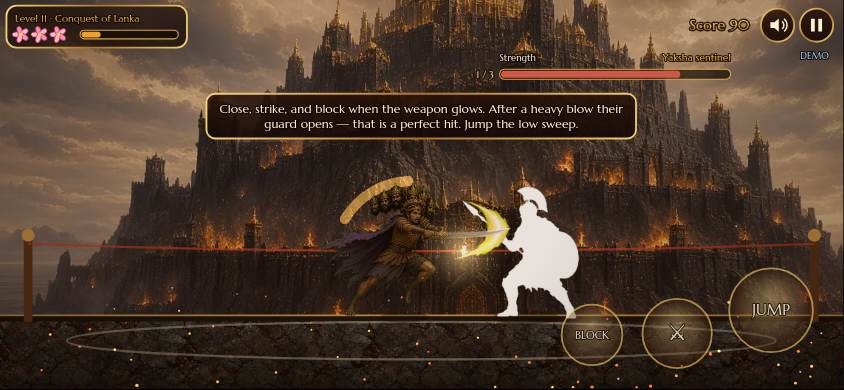 Level II · Conquest of Lanka
Score 90
DEMO
Strength
Yaksha sentinel
1 / 3
Close, strike, and block when the weapon glows. After a heavy blow their
guard opens — that is a perfect hit. Jump the low sweep.
JUMP
BLOCK